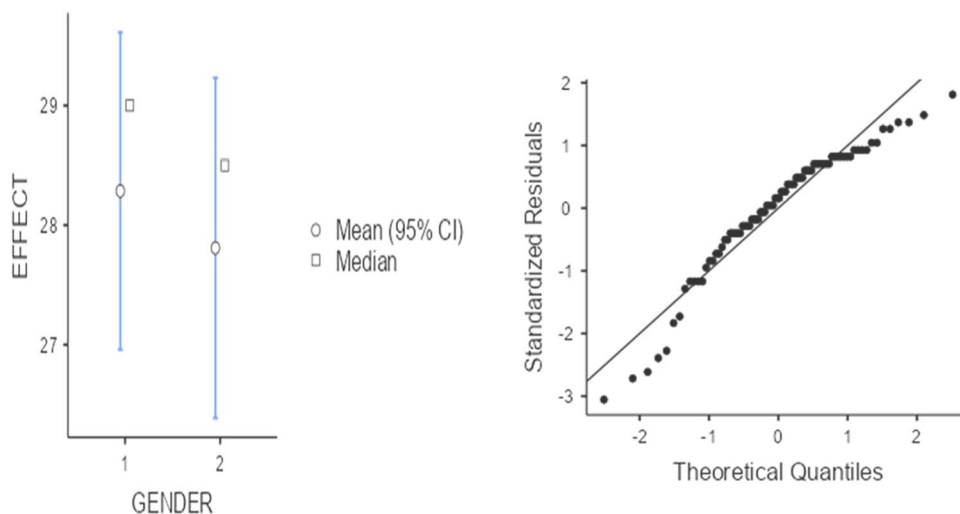 29
28
27
EFFECT
1
2
GENDER
Mean (95% CI)
Median
2
1
0
-1
-2
-3
Standardized Residuals
-2
-1
0
1
2
Theoretical Quantiles